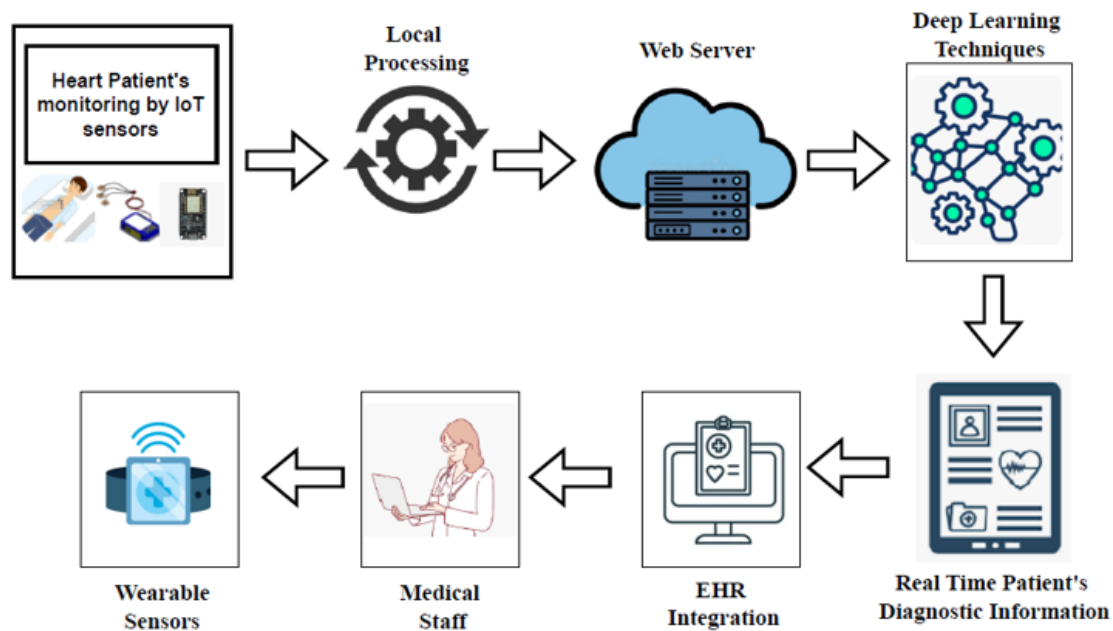 Heart Patient's
monitoring by IoT
sensors
Local
Processing
Web Server
Deep Learning
Techniques
Real Time Patient's
Diagnostic Information
EHR
Integration
Medical
Staff
Wearable
Sensors